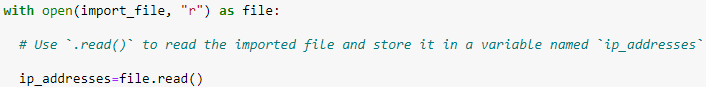 with open(import_file, "r") as file:
# Use `.read()` to read the imported file and store it in a variable named `ip_addresses`
ip_addresses=file.read()